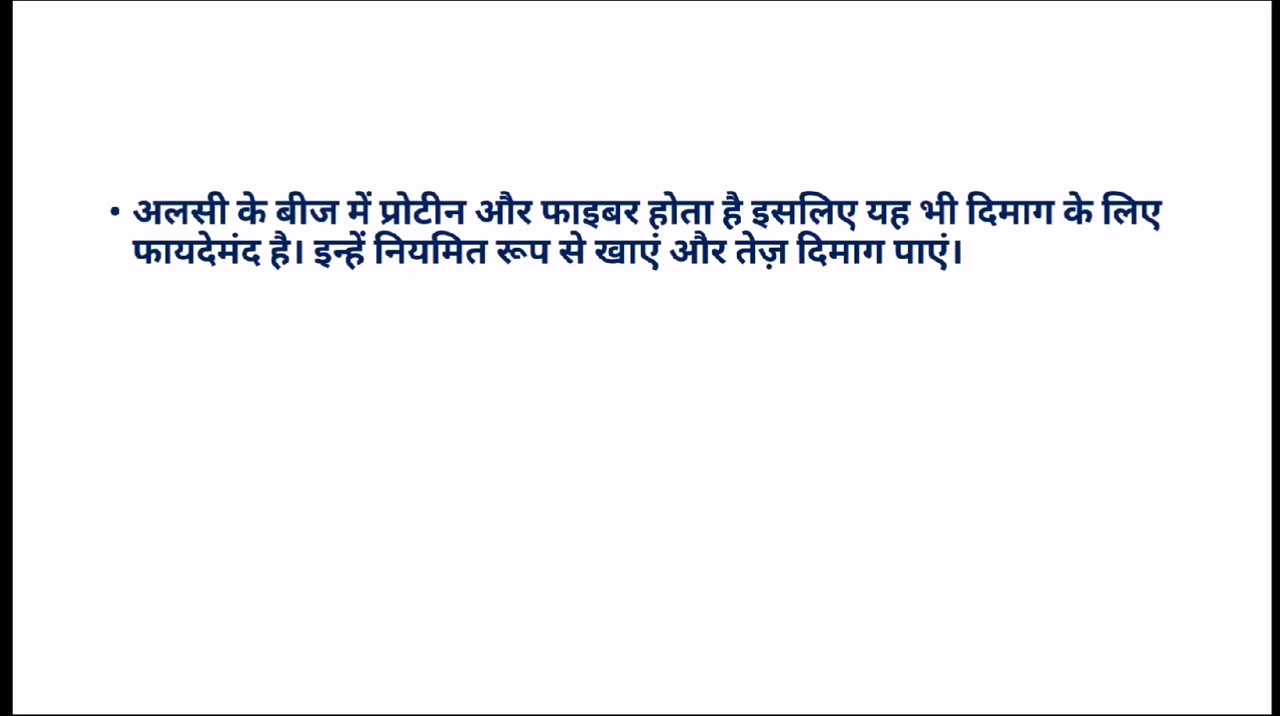 • अलसी के बीज में प्रोटीन और फाइबर होता है इसलिए यह भी दिमाग के लिए
फायदेमंद है। इन्हें नियमित रूप से खाएं और तेज़ दिमाग पाएं।